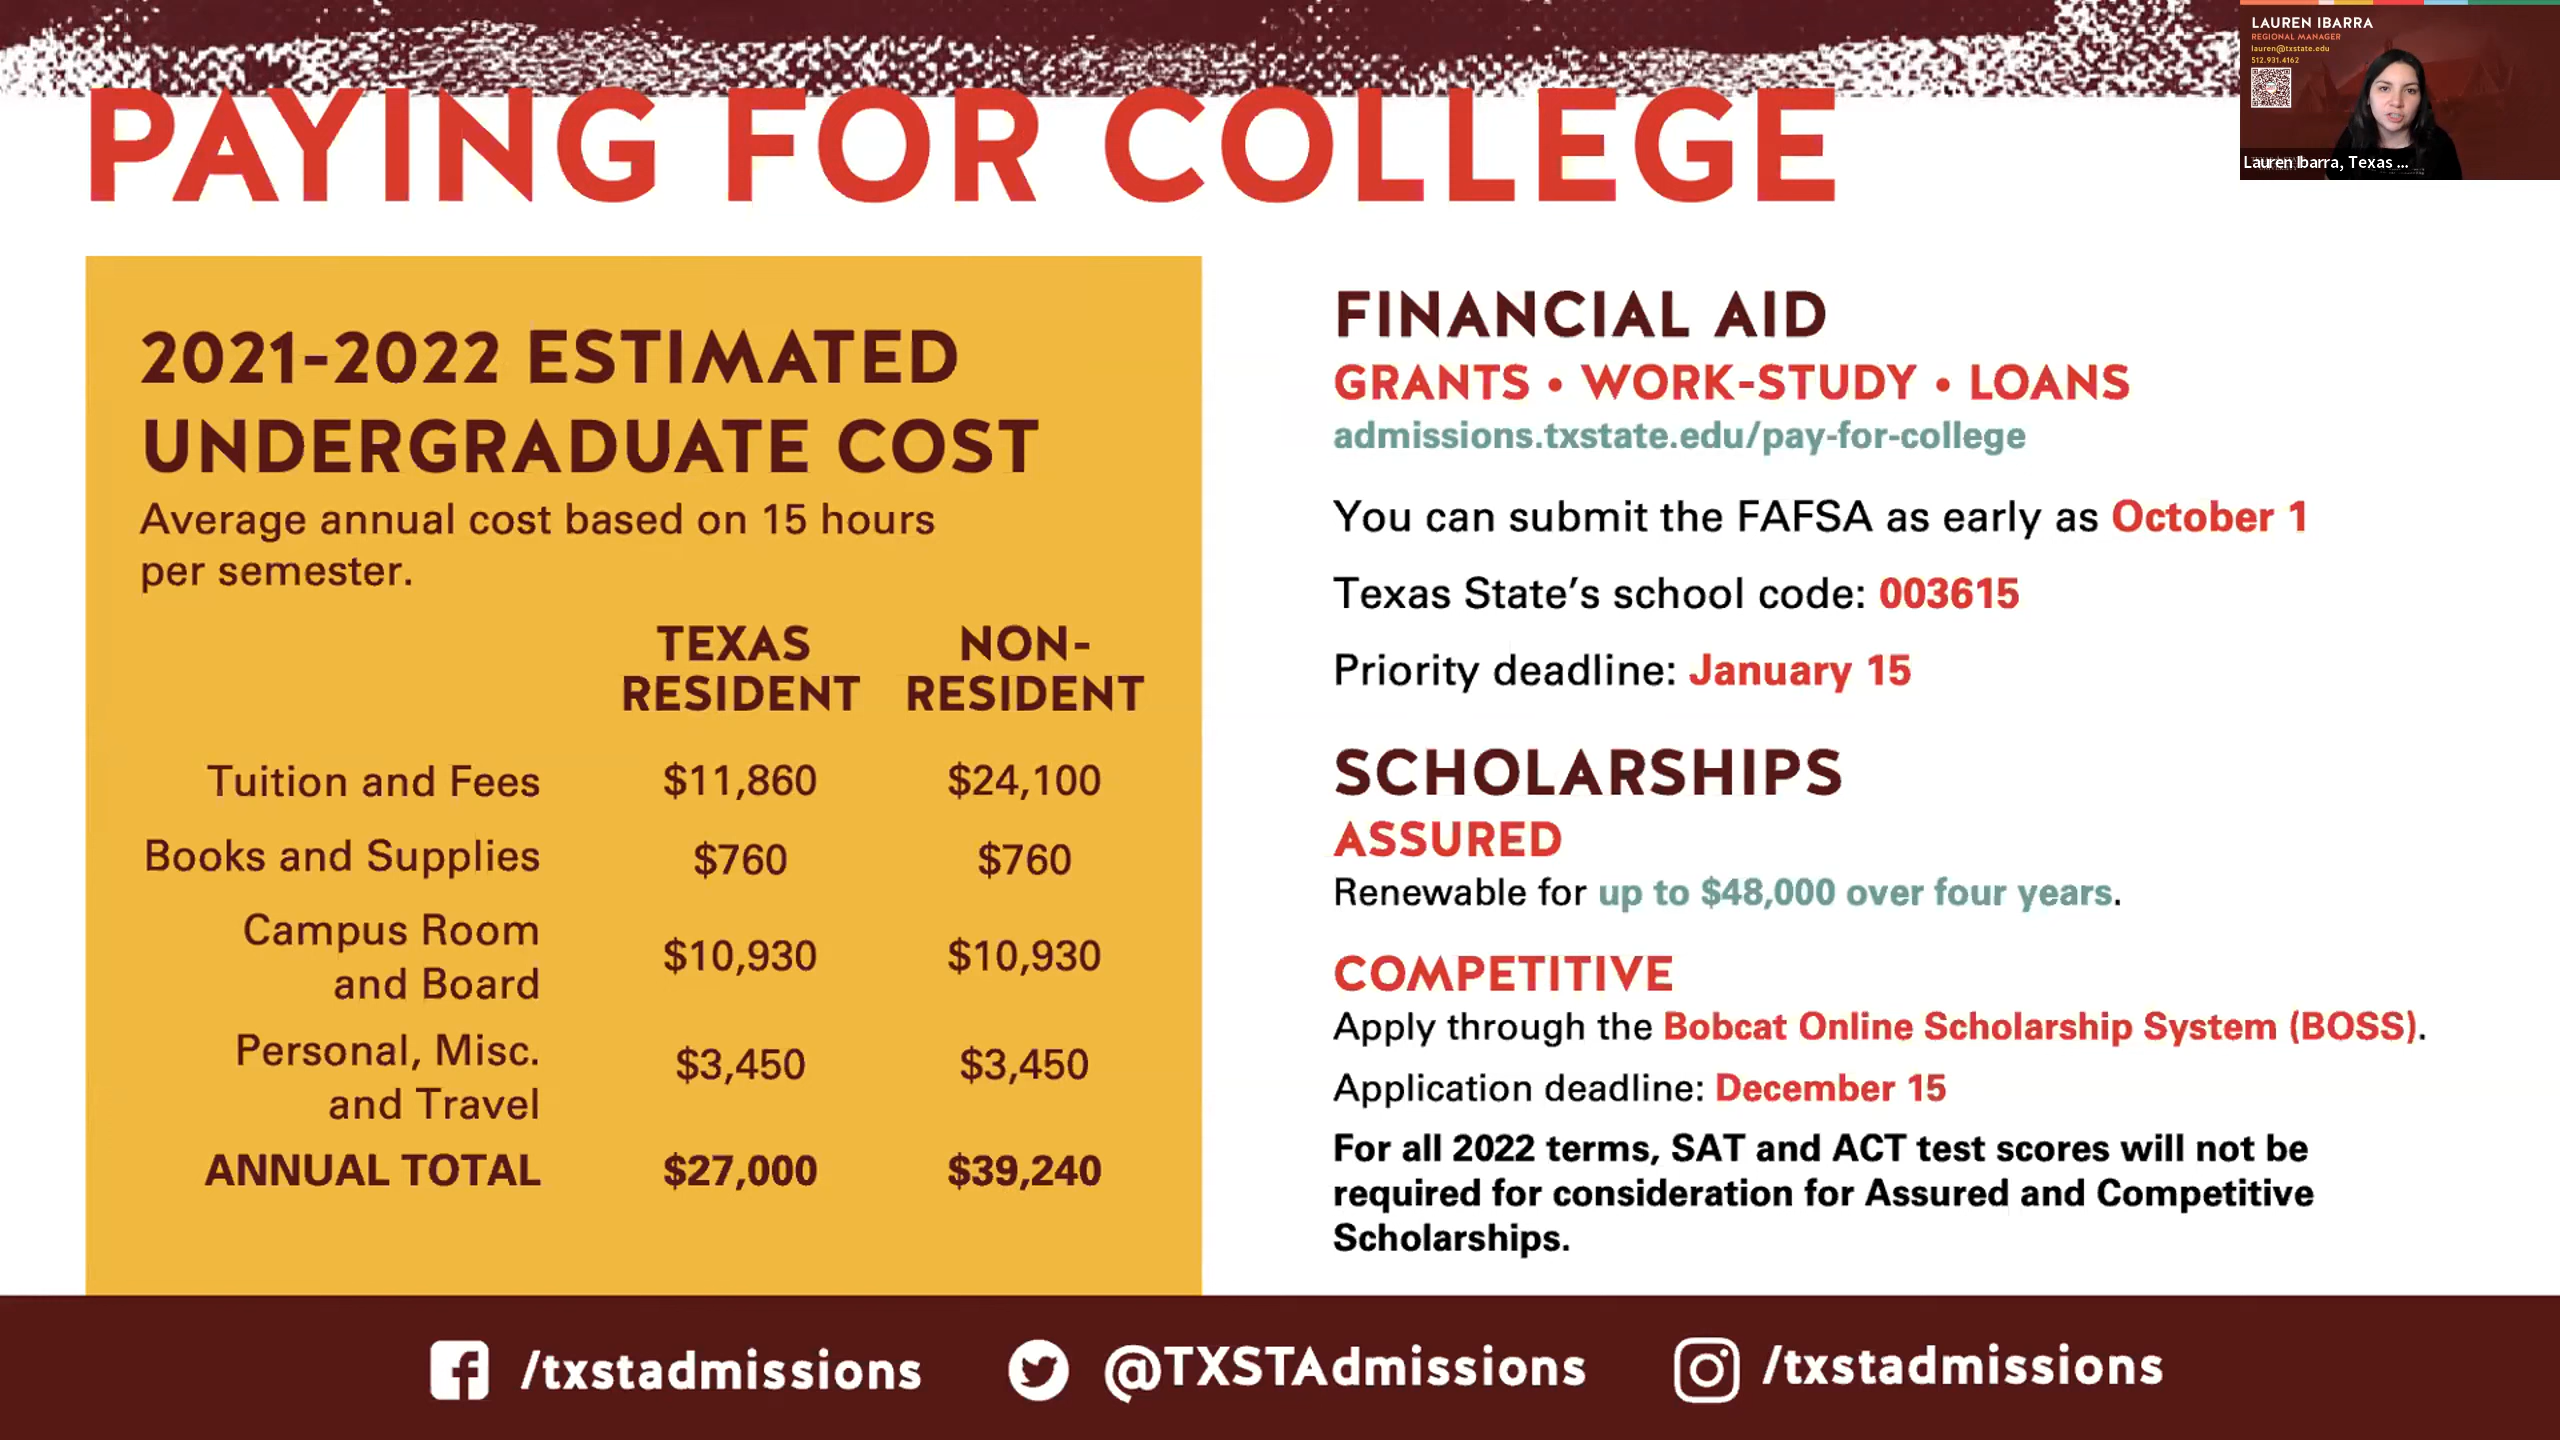 LAUREN IBARRA
REGIONAL MANAGER
lauren@txstate.edu
512.931.4162
Lauren Ibarra, Texas ...
PAYING FOR COLLEGE
2021-2022 ESTIMATED
UNDERGRADUATE COST
Average annual cost based on 15 hours
per semester.
TEXAS RESIDENT
NON-RESIDENT
Tuition and Fees $11,860 $24,100
Books and Supplies $760 $760
Campus Room and Board $10,930 $10,930
Personal, Misc. and Travel $3,450 $3,450
ANNUAL TOTAL $27,000 $39,240
FINANCIAL AID
GRANTS • WORK-STUDY • LOANS
admissions.txstate.edu/pay-for-college
You can submit the FAFSA as early as October 1
Texas State’s school code: 003615
Priority deadline: January 15
SCHOLARSHIPS
ASSURED
Renewable for up to $48,000 over four years.
COMPETITIVE
Apply through the Bobcat Online Scholarship System (BOSS).
Application deadline: December 15
For all 2022 terms, SAT and ACT test scores will not be
required for consideration for Assured and Competitive
Scholarships.
/txstadmissions
@TXSTAdmissions
/txstadmissions